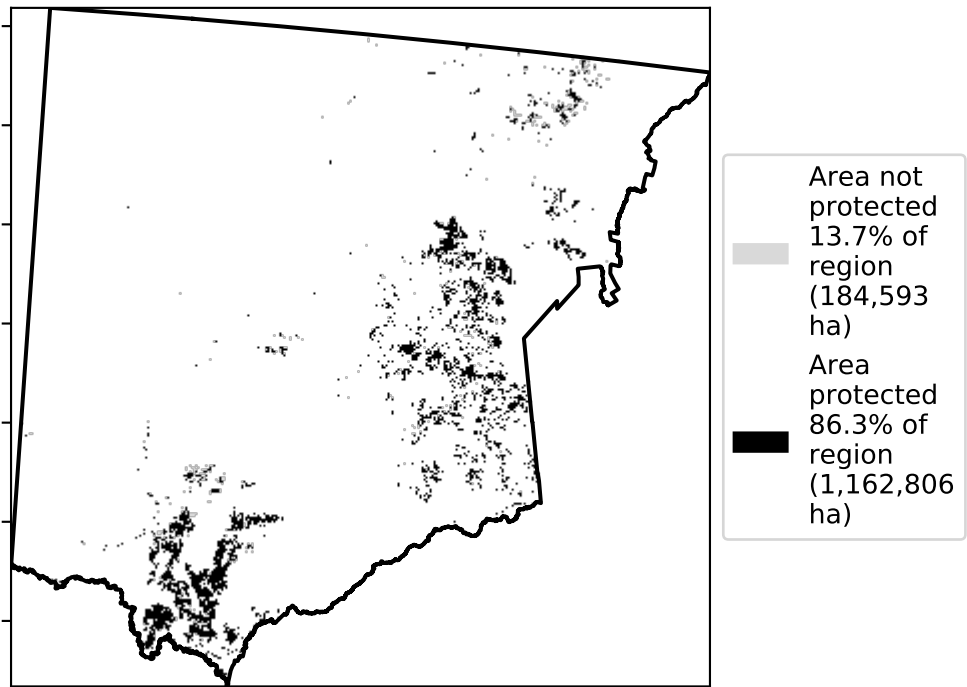 Area not
protected
13.7% of
region
(184,593
ha)
Area
protected
86.3% of
region
(1,162,806
ha)